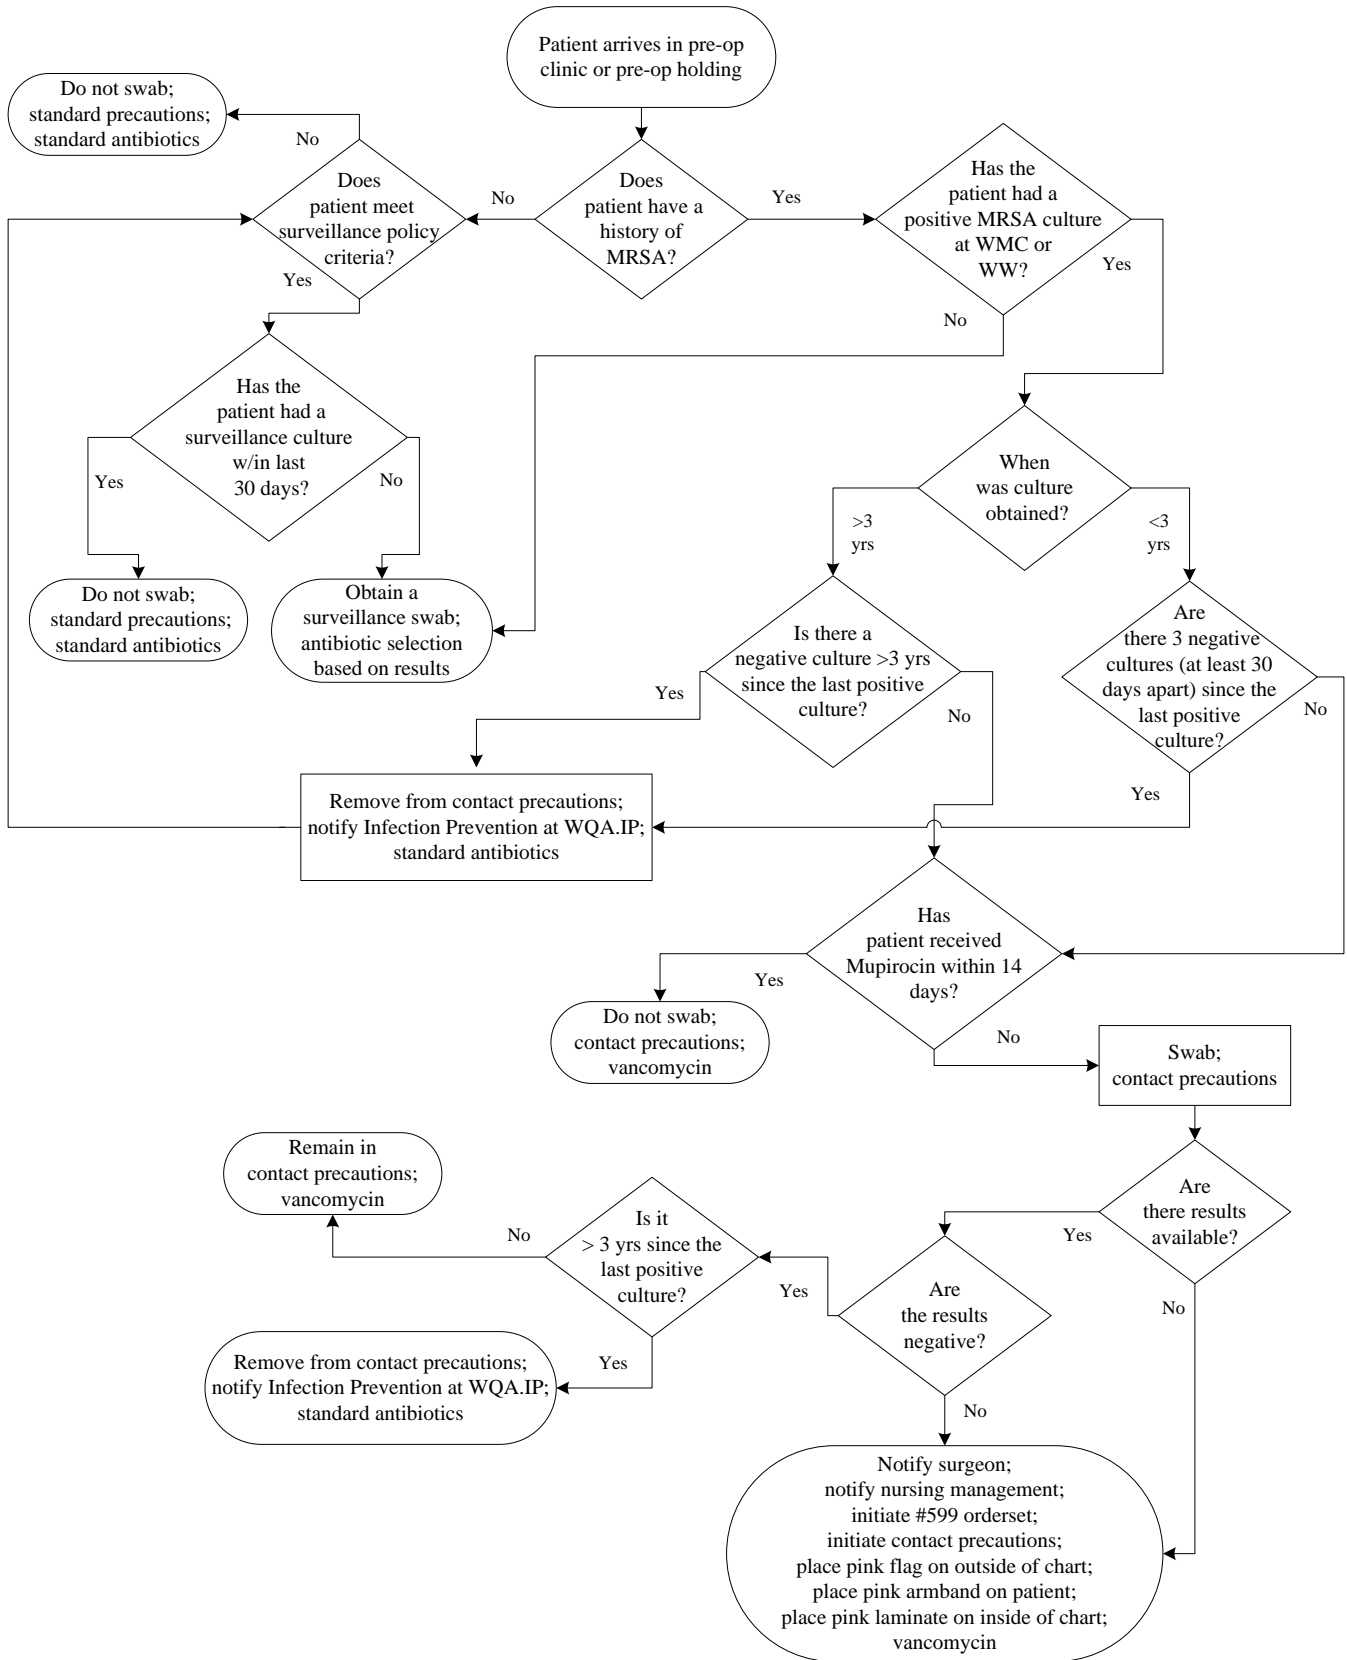 Patient arrives in pre-op
clinic or pre-op holding
Do not swab;
standard precautions;
standard antibiotics
No
Does
patient meet
surveillance policy
criteria?
No
Does
patient have a
history of
MRSA?
Yes
Has the
patient had a
positive MRSA culture
at WMC or
WW?
Yes
Yes
No
Has the
patient had a
surveillance culture
w/in last
30 days?
Yes
No
When
was culture
obtained?
>3
yrs
<3
yrs
Do not swab;
standard precautions;
standard antibiotics
Obtain a
surveillance swab;
antibiotic selection
based on results
Is there a
negative culture >3 yrs
since the last positive
culture?
Yes
No
Are
there 3 negative
cultures (at least 30
days apart) since the
last positive
culture?
No
Yes
Remove from contact precautions;
notify Infection Prevention at WQA.IP;
standard antibiotics
Has
patient received
Mupirocin within 14
days?
Yes
No
Do not swab;
contact precautions;
vancomycin
Swab;
contact precautions
Remain in
contact precautions;
vancomycin
No
Is it
> 3 yrs since the
last positive
culture?
Yes
Are
there results
available?
Yes
No
Are
the results
negative?
Yes
No
Remove from contact precautions;
notify Infection Prevention at WQA.IP;
standard antibiotics
Notify surgeon;
notify nursing management;
initiate #599 orderset;
initiate contact precautions;
place pink flag on outside of chart;
place pink armband on patient;
place pink laminate on inside of chart;
vancomycin